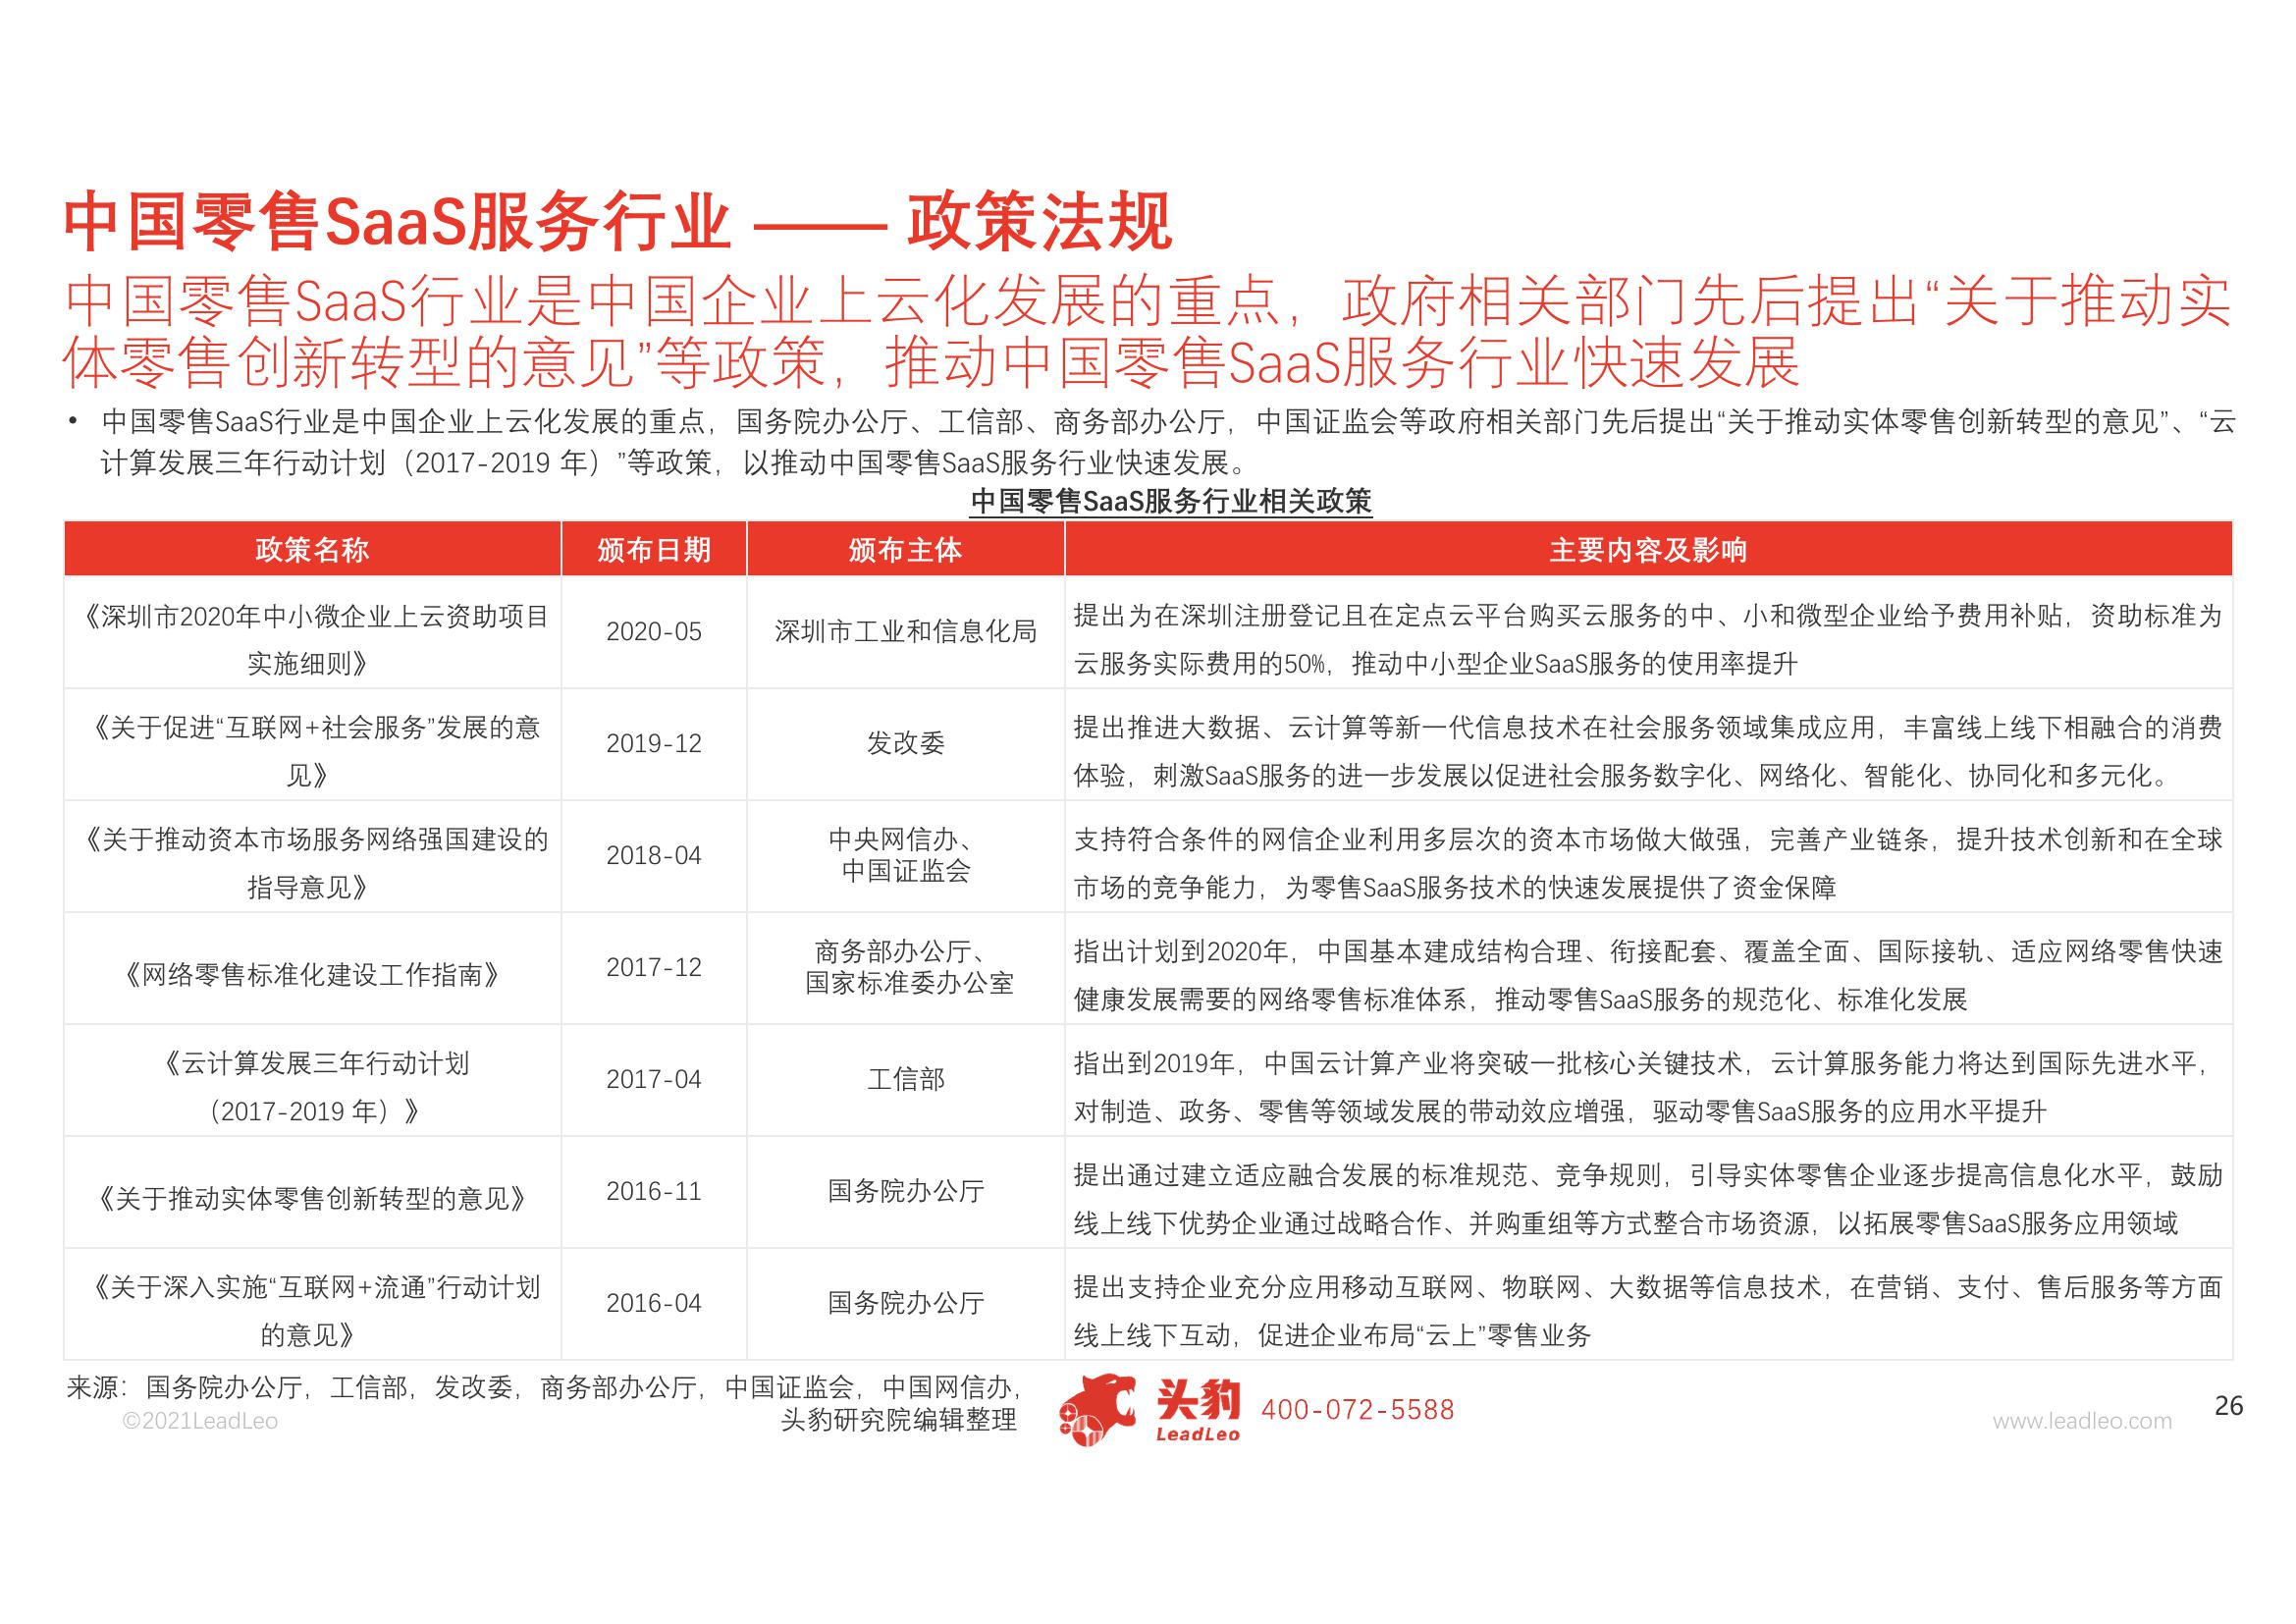 中国零售SaaS服务行业 —— 政策法规
中国零售SaaS行业是中国企业上云化发展的重点，政府相关部门先后提出“关于推动实
体零售创新转型的意见”等政策，推动中国零售SaaS服务行业快速发展
• 中国零售SaaS行业是中国企业上云化发展的重点，国务院办公厅、工信部、商务部办公厅，中国证监会等政府相关部门先后提出“关于推动实体零售创新转型的意见”、“云
计算发展三年行动计划（2017-2019 年）”等政策，以推动中国零售SaaS服务行业快速发展。
中国零售SaaS服务行业相关政策
政策名称 颁布日期 颁布主体 主要内容及影响
《深圳市2020年中小微企业上云资助项目
实施细则》
2020-05
深圳市工业和信息化局
提出为在深圳注册登记且在定点云平台购买云服务的中、小和微型企业给予费用补贴，资助标准为
云服务实际费用的50%，推动中小型企业SaaS服务的使用率提升
《关于促进“互联网+社会服务”发展的意
见》
2019-12
发改委
提出推进大数据、云计算等新一代信息技术在社会服务领域集成应用，丰富线上线下相融合的消费
体验，刺激SaaS服务的进一步发展以促进社会服务数字化、网络化、智能化、协同化和多元化。
《关于推动资本市场服务网络强国建设的
指导意见》
2018-04
中央网信办、
中国证监会
支持符合条件的网信企业利用多层次的资本市场做大做强，完善产业链条，提升技术创新和在全球
市场的竞争能力，为零售SaaS服务技术的快速发展提供了资金保障
《网络零售标准化建设工作指南》
2017-12
商务部办公厅、
国家标准委办公室
指出计划到2020年，中国基本建成结构合理、衔接配套、覆盖全面、国际接轨、适应网络零售快速
健康发展需要的网络零售标准体系，推动零售SaaS服务的规范化、标准化发展
《云计算发展三年行动计划
（2017-2019 年）》
2017-04
工信部
指出到2019年，中国云计算产业将突破一批核心关键技术，云计算服务能力将达到国际先进水平，
对制造、政务、零售等领域发展的带动效应增强，驱动零售SaaS服务的应用水平提升
《关于推动实体零售创新转型的意见》
2016-11
国务院办公厅
提出通过建立适应融合发展的标准规范、竞争规则，引导实体零售企业逐步提高信息化水平，鼓励
线上线下优势企业通过战略合作、并购重组等方式整合市场资源，以拓展零售SaaS服务应用领域
《关于深入实施“互联网+流通”行动计划
的意见》
2016-04
国务院办公厅
提出支持企业充分应用移动互联网、物联网、大数据等信息技术，在营销、支付、售后服务等方面
线上线下互动，促进企业布局“云上”零售业务
来源：国务院办公厅，工信部，发改委，商务部办公厅，中国证监会，中国网信办，
头豹研究院编辑整理
©2021LeadLeo
头豹
LeadLeo
400-072-5588
www.leadleo.com
26